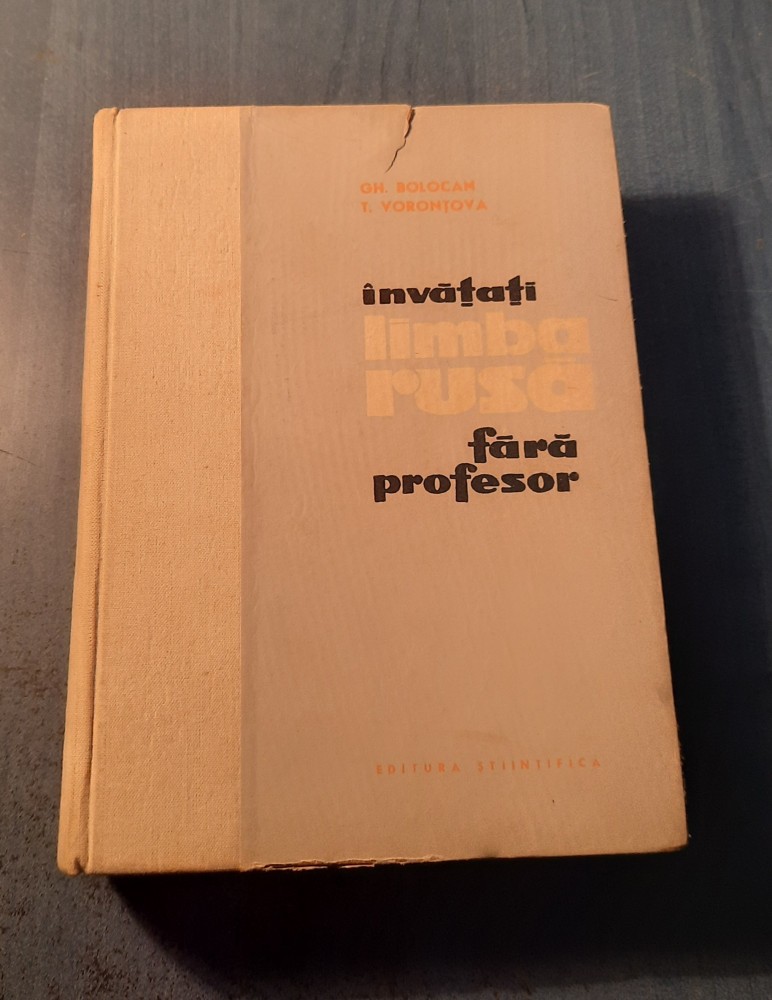 GH. BOLOCAN
T. VORONȚOVA
învățați
limba
rusă
fără
profesor
EDITURA ȘTIINȚIFICĂ